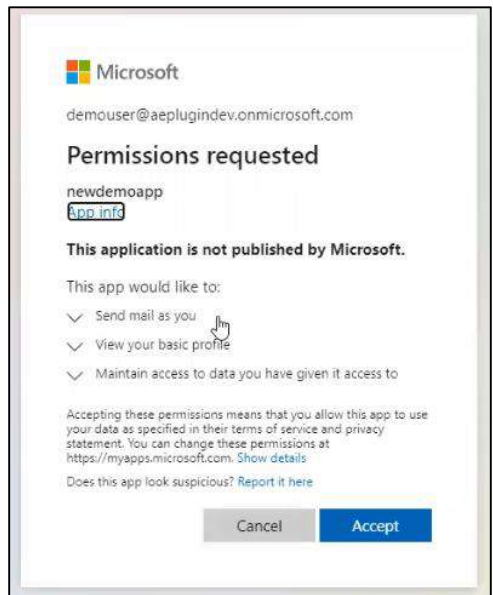 Microsoft
demouser@aeplugindev.onmicrosoft.com
Permissions requested
newdemoapp
App info
This application is not published by Microsoft.
This app would like to:
Send mail as you
View your basic profile
Maintain access to data you have given it access to
Accepting these permissions means that you allow this app to use
your data as specified in their terms of service and privacy
statement. You can change these permissions at
https://myapps.microsoft.com. Show details
Does this app look suspicious? Report it here
Cancel Accept